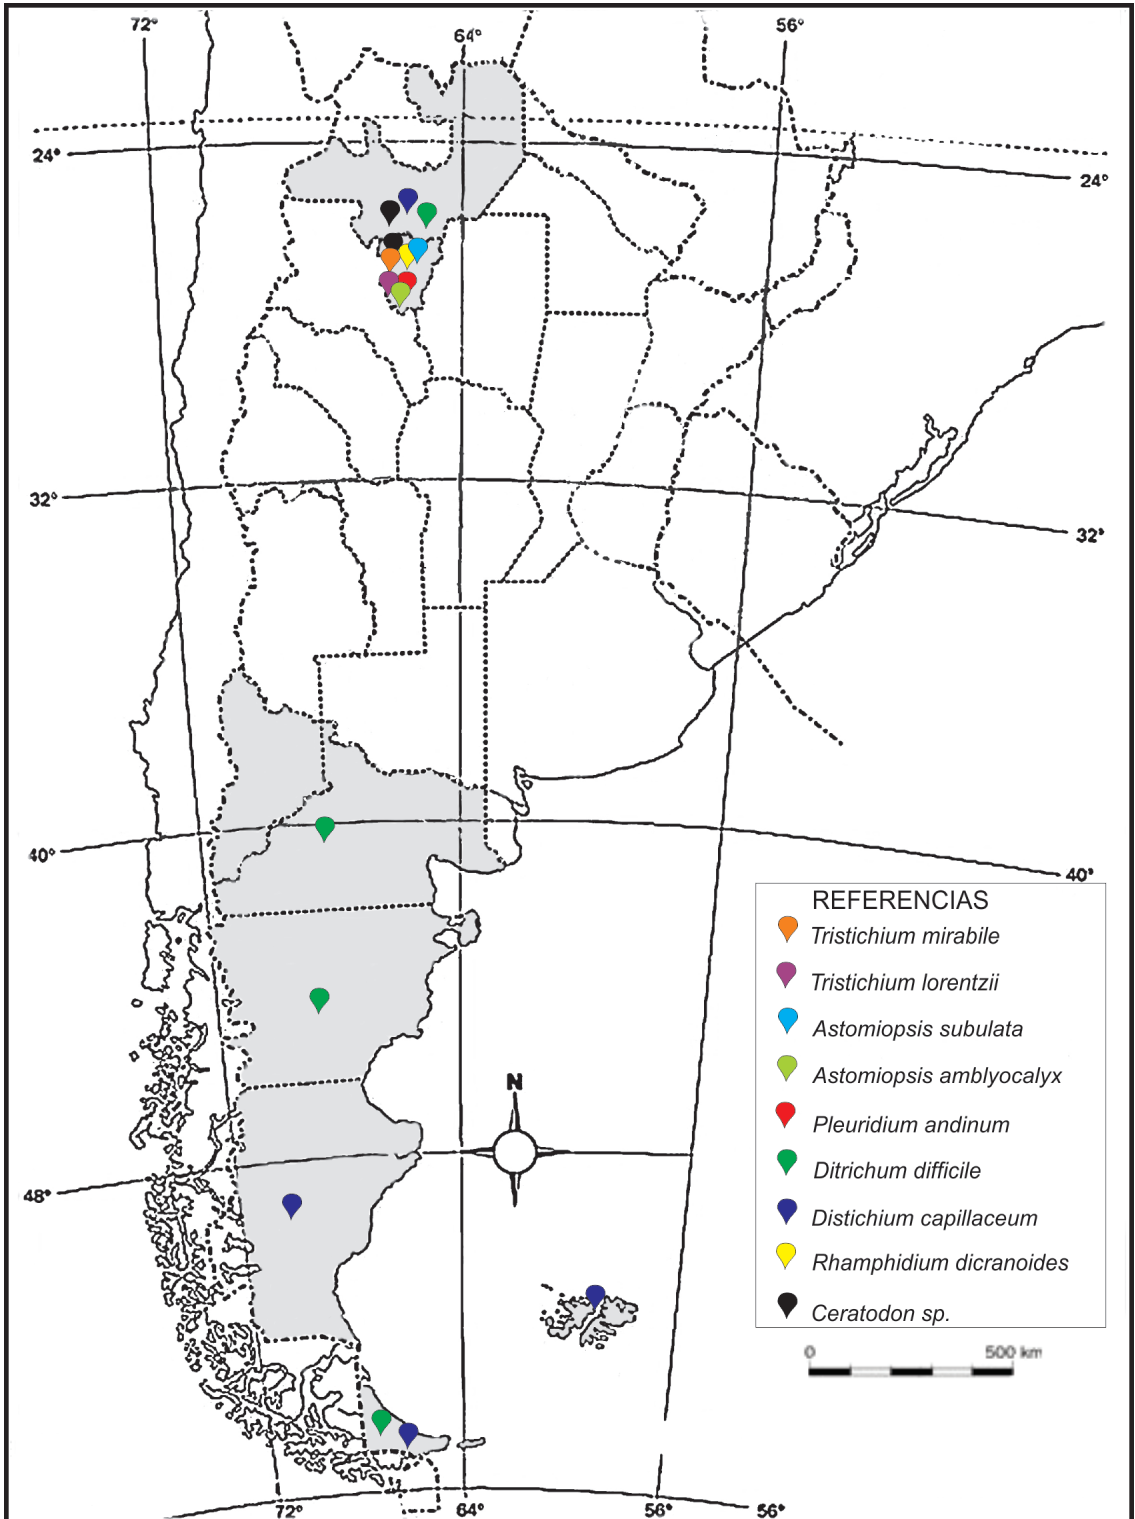 72°
64°
56°
24°
24°
32°
32°
40°
40°
REFERENCIAS
Tristichium mirabile
Tristichium lorentzii
Astomiopsis subulata
Astomiopsis amblyocalyx
Pleuridium andinum
Ditrichum difficile
Distichium capillaceum
Rhamphidium dicranoides
Ceratodon sp.
N
48°
0 500 km
72°
64°
56°
56°